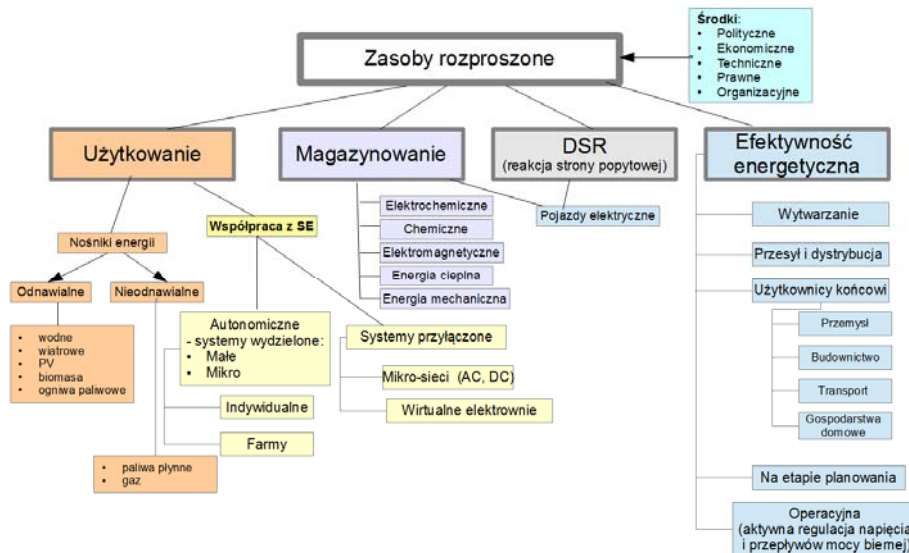 Zasoby rozproszone
Środki:
• Polityczne
• Ekonomiczne
• Techniczne
• Prawne
• Organizacyjne
Użytkowanie
Magazynowanie
DSR
(reakcja strony popytowej)
Efektywność
energetyczna
Nośniki energii
Odnawialne
Nieodnawialne
• wodne
• wiatrowe
• PV
• biomasa
• ogniwa paliwowe
• paliwa płynne
• gaz
Współpraca z SE
Autonomiczne
- systemy wydzielone:
• Małe
• Mikro
Indywidualne
Farmy
Systemy przyłączone
Mikro-sieci (AC, DC)
Wirtualne elektrownie
Elektrochemiczne
Chemiczne
Elektromagnetyczne
Energia cieplna
Energia mechaniczna
Pojazdy elektryczne
Wytwarzanie
Przesył i dystrybucja
Użytkownicy końcowi
Przemysł
Budownictwo
Transport
Gospodarstwa
domowe
Na etapie planowania
Operacyjna
(aktywna regulacja napięcia
i przepływów mocy biernej)